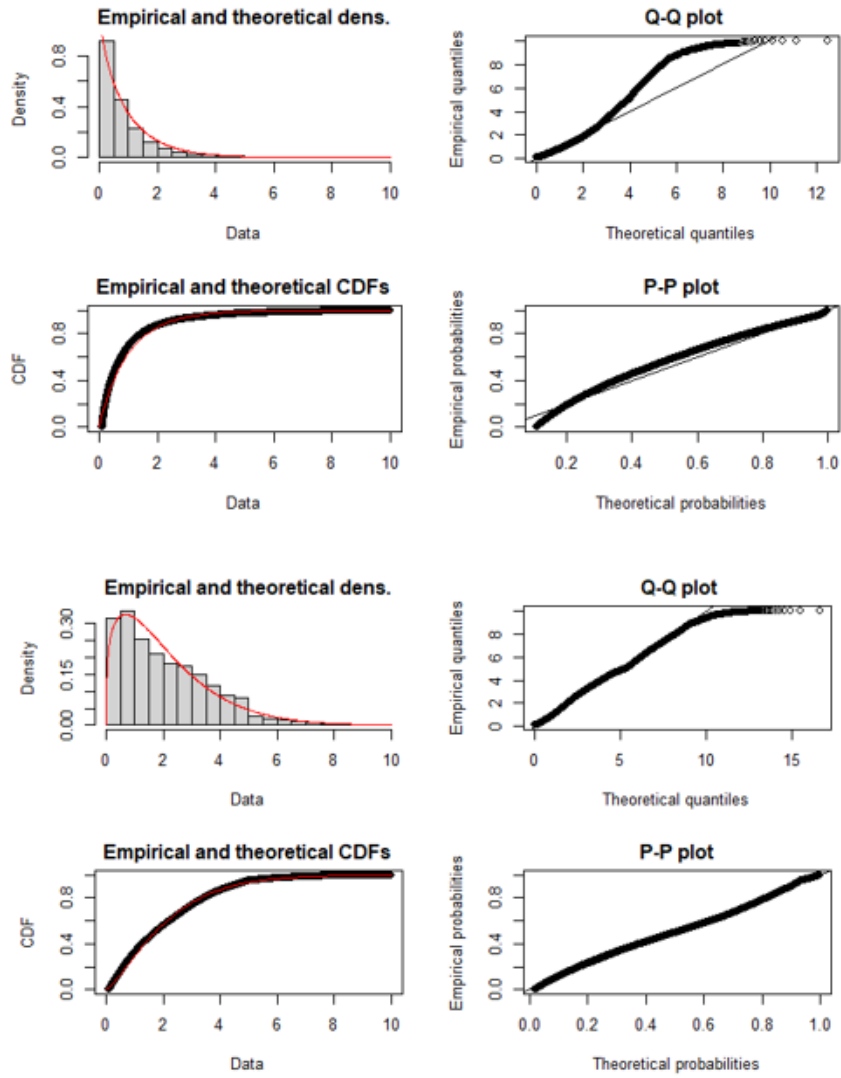 Empirical and theoretical dens.
Density
0.0 0.4 0.8
0 2 4 6 8 10
Data
Q-Q plot
Empirical quantiles
0 2 4 6 8
0 2 4 6 8 10 12
Theoretical quantiles
Empirical and theoretical CDFs
CDF
0.0 0.4 0.8
0 2 4 6 8 10
Data
P-P plot
Empirical probabilities
0.0 0.4 0.8
0.2 0.4 0.6 0.8 1.0
Theoretical probabilities
Empirical and theoretical dens.
Density
0.00 0.15 0.30
0 2 4 6 8 10
Data
Q-Q plot
Empirical quantiles
0 2 4 6 8
0 5 10 15
Theoretical quantiles
Empirical and theoretical CDFs
CDF
0.0 0.4 0.8
0 2 4 6 8 10
Data
P-P plot
Empirical probabilities
0.0 0.4 0.8
0.0 0.2 0.4 0.6 0.8 1.0
Theoretical probabilities